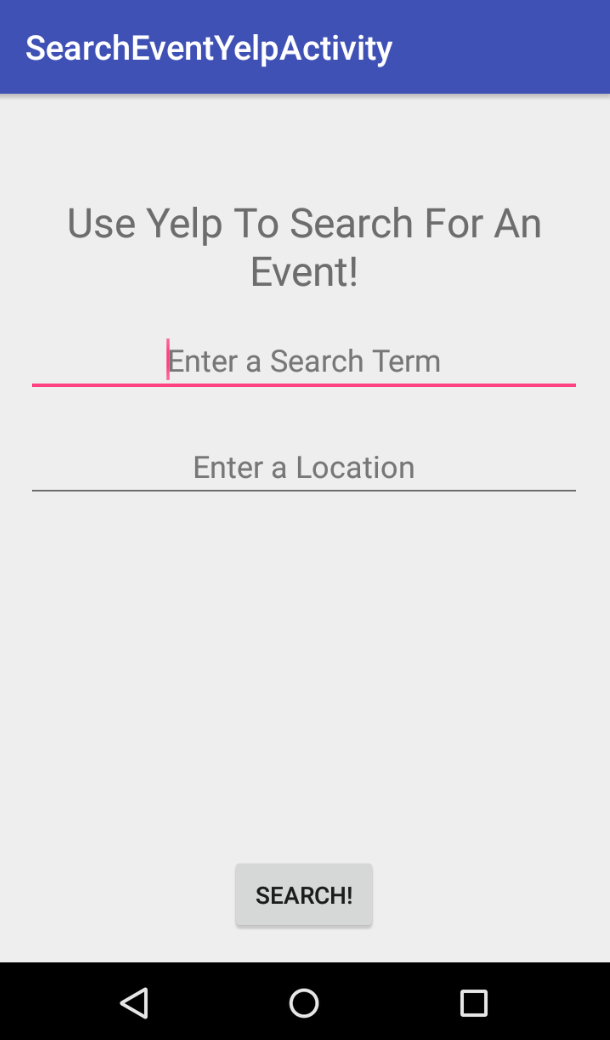 SearchEventYelpActivity
Use Yelp To Search For An
Event!
Enter a Search Term
Enter a Location
SEARCH!